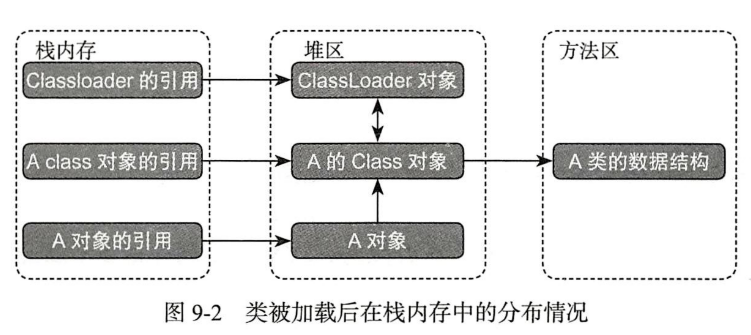 栈内存
堆区
方法区
Classloader 的引用
ClassLoader 对象
A class 对象的引用
A 的 Class 对象
A 类的数据结构
A 对象的引用
A 对象
图 9-2 类被加载后在栈内存中的分布情况